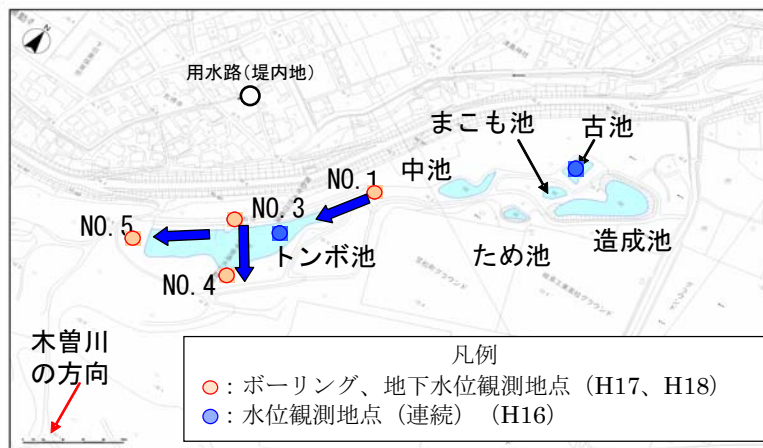 N
用水路(堤内地)
まこも池
古池
NO.1
中池
NO.3
NO.5
トンボ池
ため池
造成池
NO.4
木曽川
の方向
凡例
：ボーリング、地下水位観測地点（H17、H18）
：水位観測地点（連続）（H16）